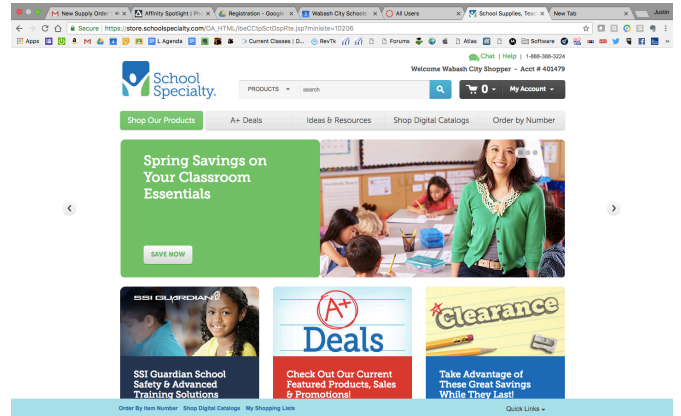 New Supply Order
Affinity Spotlight | Pho
Registration - Google
Wabash City Schools
All Users
School Supplies, Teac
New Tab
Justin
Secure | https://store.schoolspecialty.com/OA_HTML/ibeCCtpSctDspRte.jsp?minisite=10206
Apps
L Agenda
Current Classes | D...
RevTk
Forums
Atlas
Software
Chat | Help | 1-888-388-3224
Welcome Wabash City Shopper - Acct # 401479
School
Specialty.
PRODUCTS
search
0
My Account
Shop Our Products
A+ Deals
Ideas & Resources
Shop Digital Catalogs
Order by Number
Spring Savings on
Your Classroom
Essentials
SAVE NOW
SSI GUARDIAN
SSI Guardian School
Safety & Advanced
Training Solutions
A+
Deals
Check Out Our Current
Featured Products, Sales
& Promotions!
Clearance
Take Advantage of
These Great Savings
While They Last!
Order By Item Number
Shop Digital Catalogs
My Shopping Lists
Quick Links